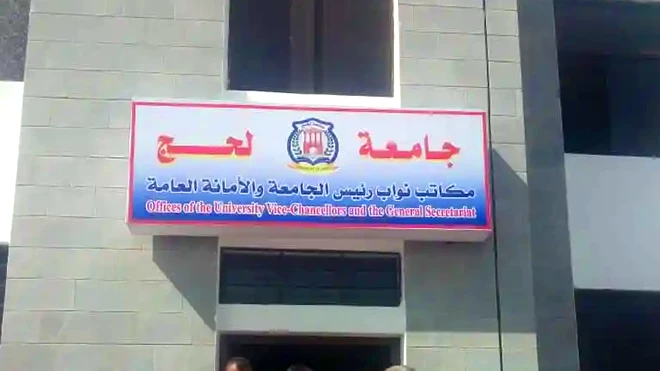 جامعة لحج
مكاتب نواب رئيس الجامعة والأمانة العامة
Offices of the University Vice-Chancellors and the General Secretariat